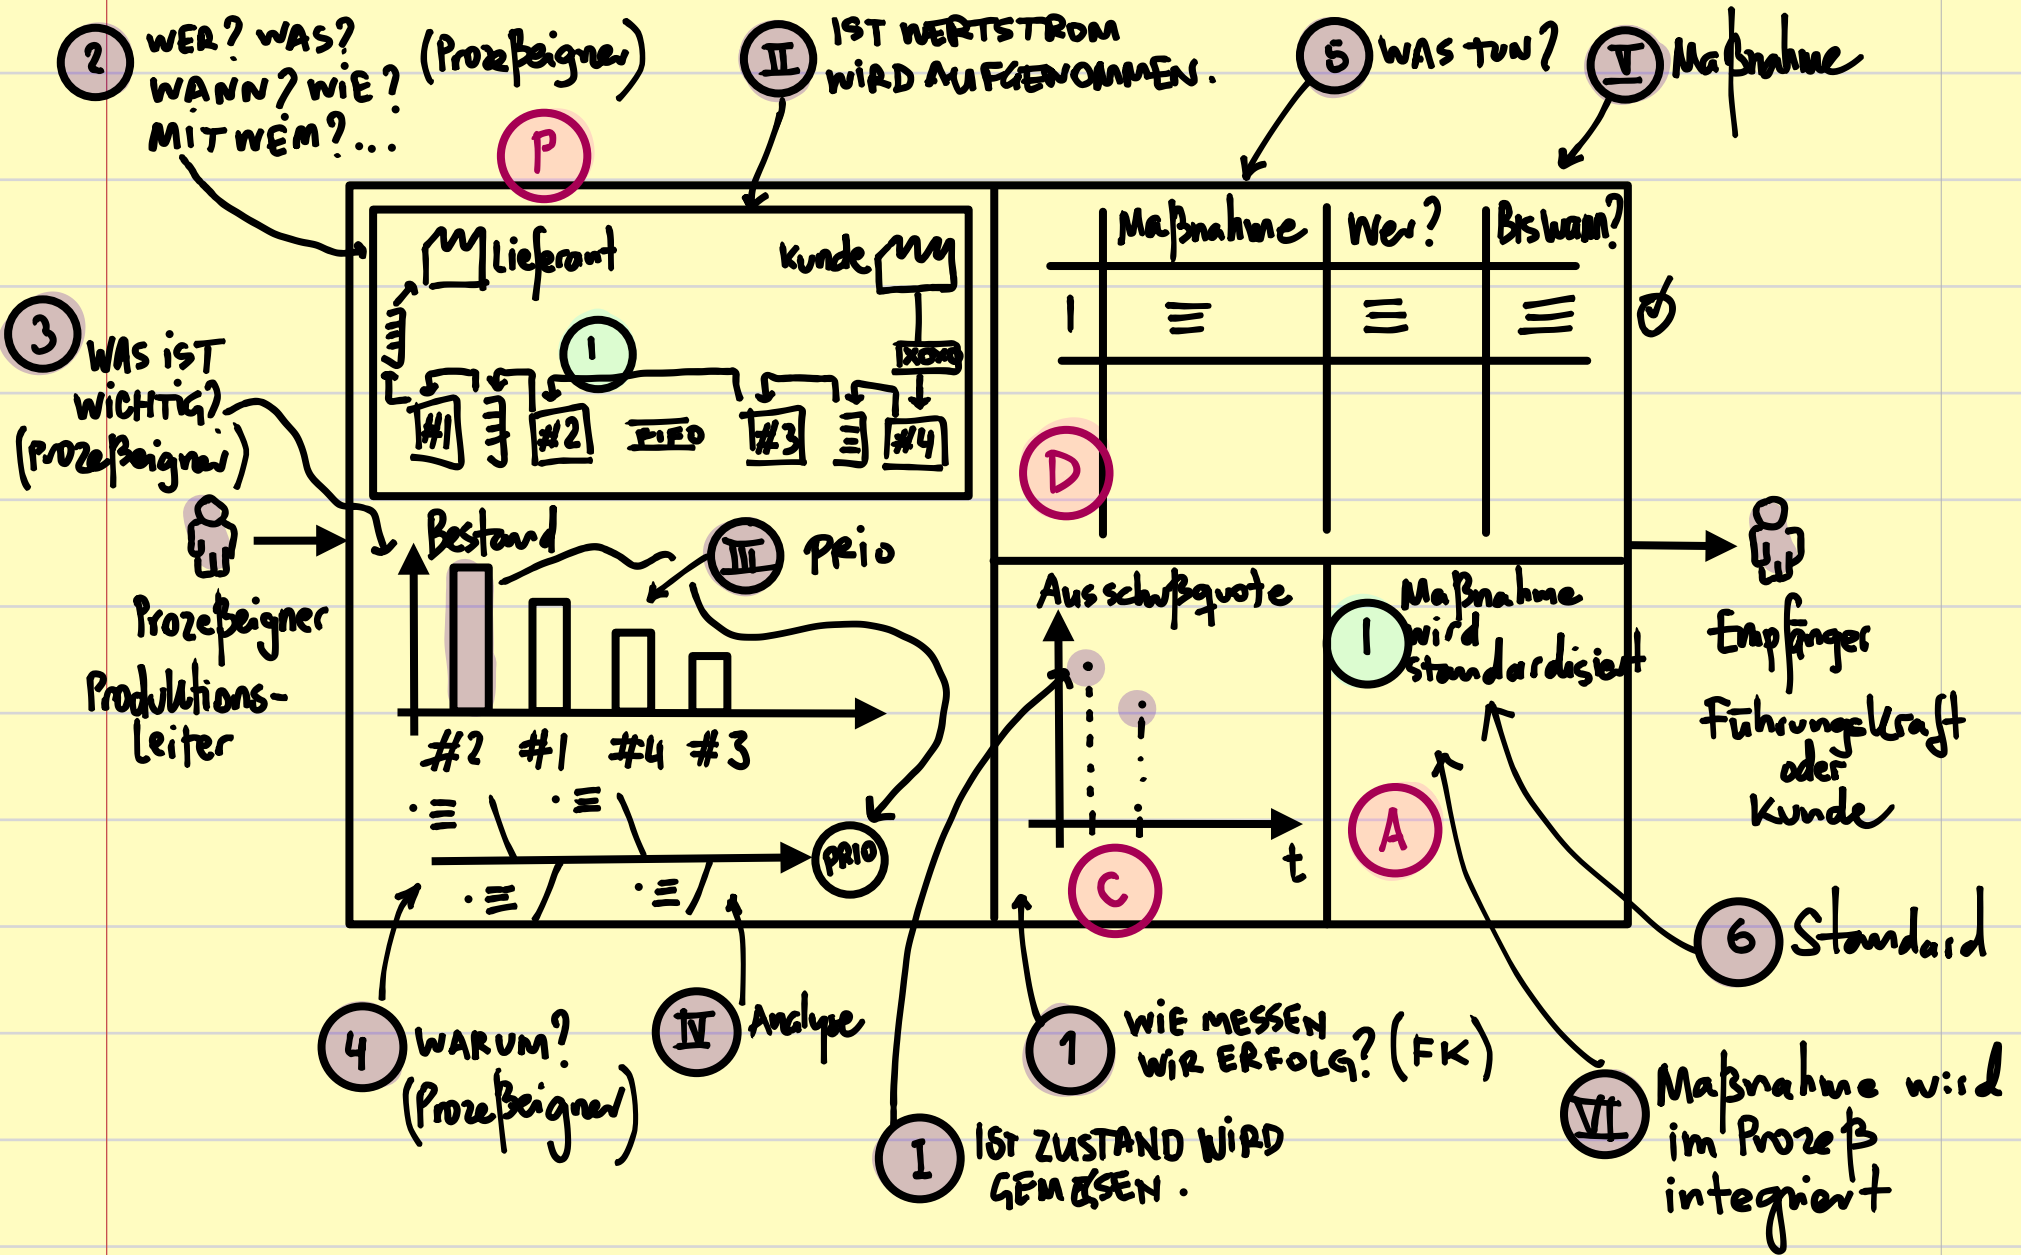 2
WER? WAS?
WANN? WIE?
MIT WEM?...
(Prozeßeigner)
II
IST WERTSTROM
WIRD AUFGENOMMEN.
5
WAS TUN?
V
Maßnahme
P
Lieferant
Kunde
1
#1
#2
FIFO
#3
#4
Maßnahme
Wer?
Bis wann?
1
D
3
WAS IST
WICHTIG?
(Prozeßeigner)
Prozeßeigner
Produktions-
Leiter
Bestand
III
PRIO
#2
#1
#4
#3
PRIO
Ausschußquote
t
C
1
Maßnahme
wird
standardisiert
A
Empfänger
Führungskraft
oder
Kunde
6
Standard
4
WARUM?
(Prozeßeigner)
IV
Analyse
1
WIE MESSEN
WIR ERFOLG? (FK)
I
IST ZUSTAND WIRD
GEMESSEN.
VI
Maßnahme wird
im Prozeß
integriert